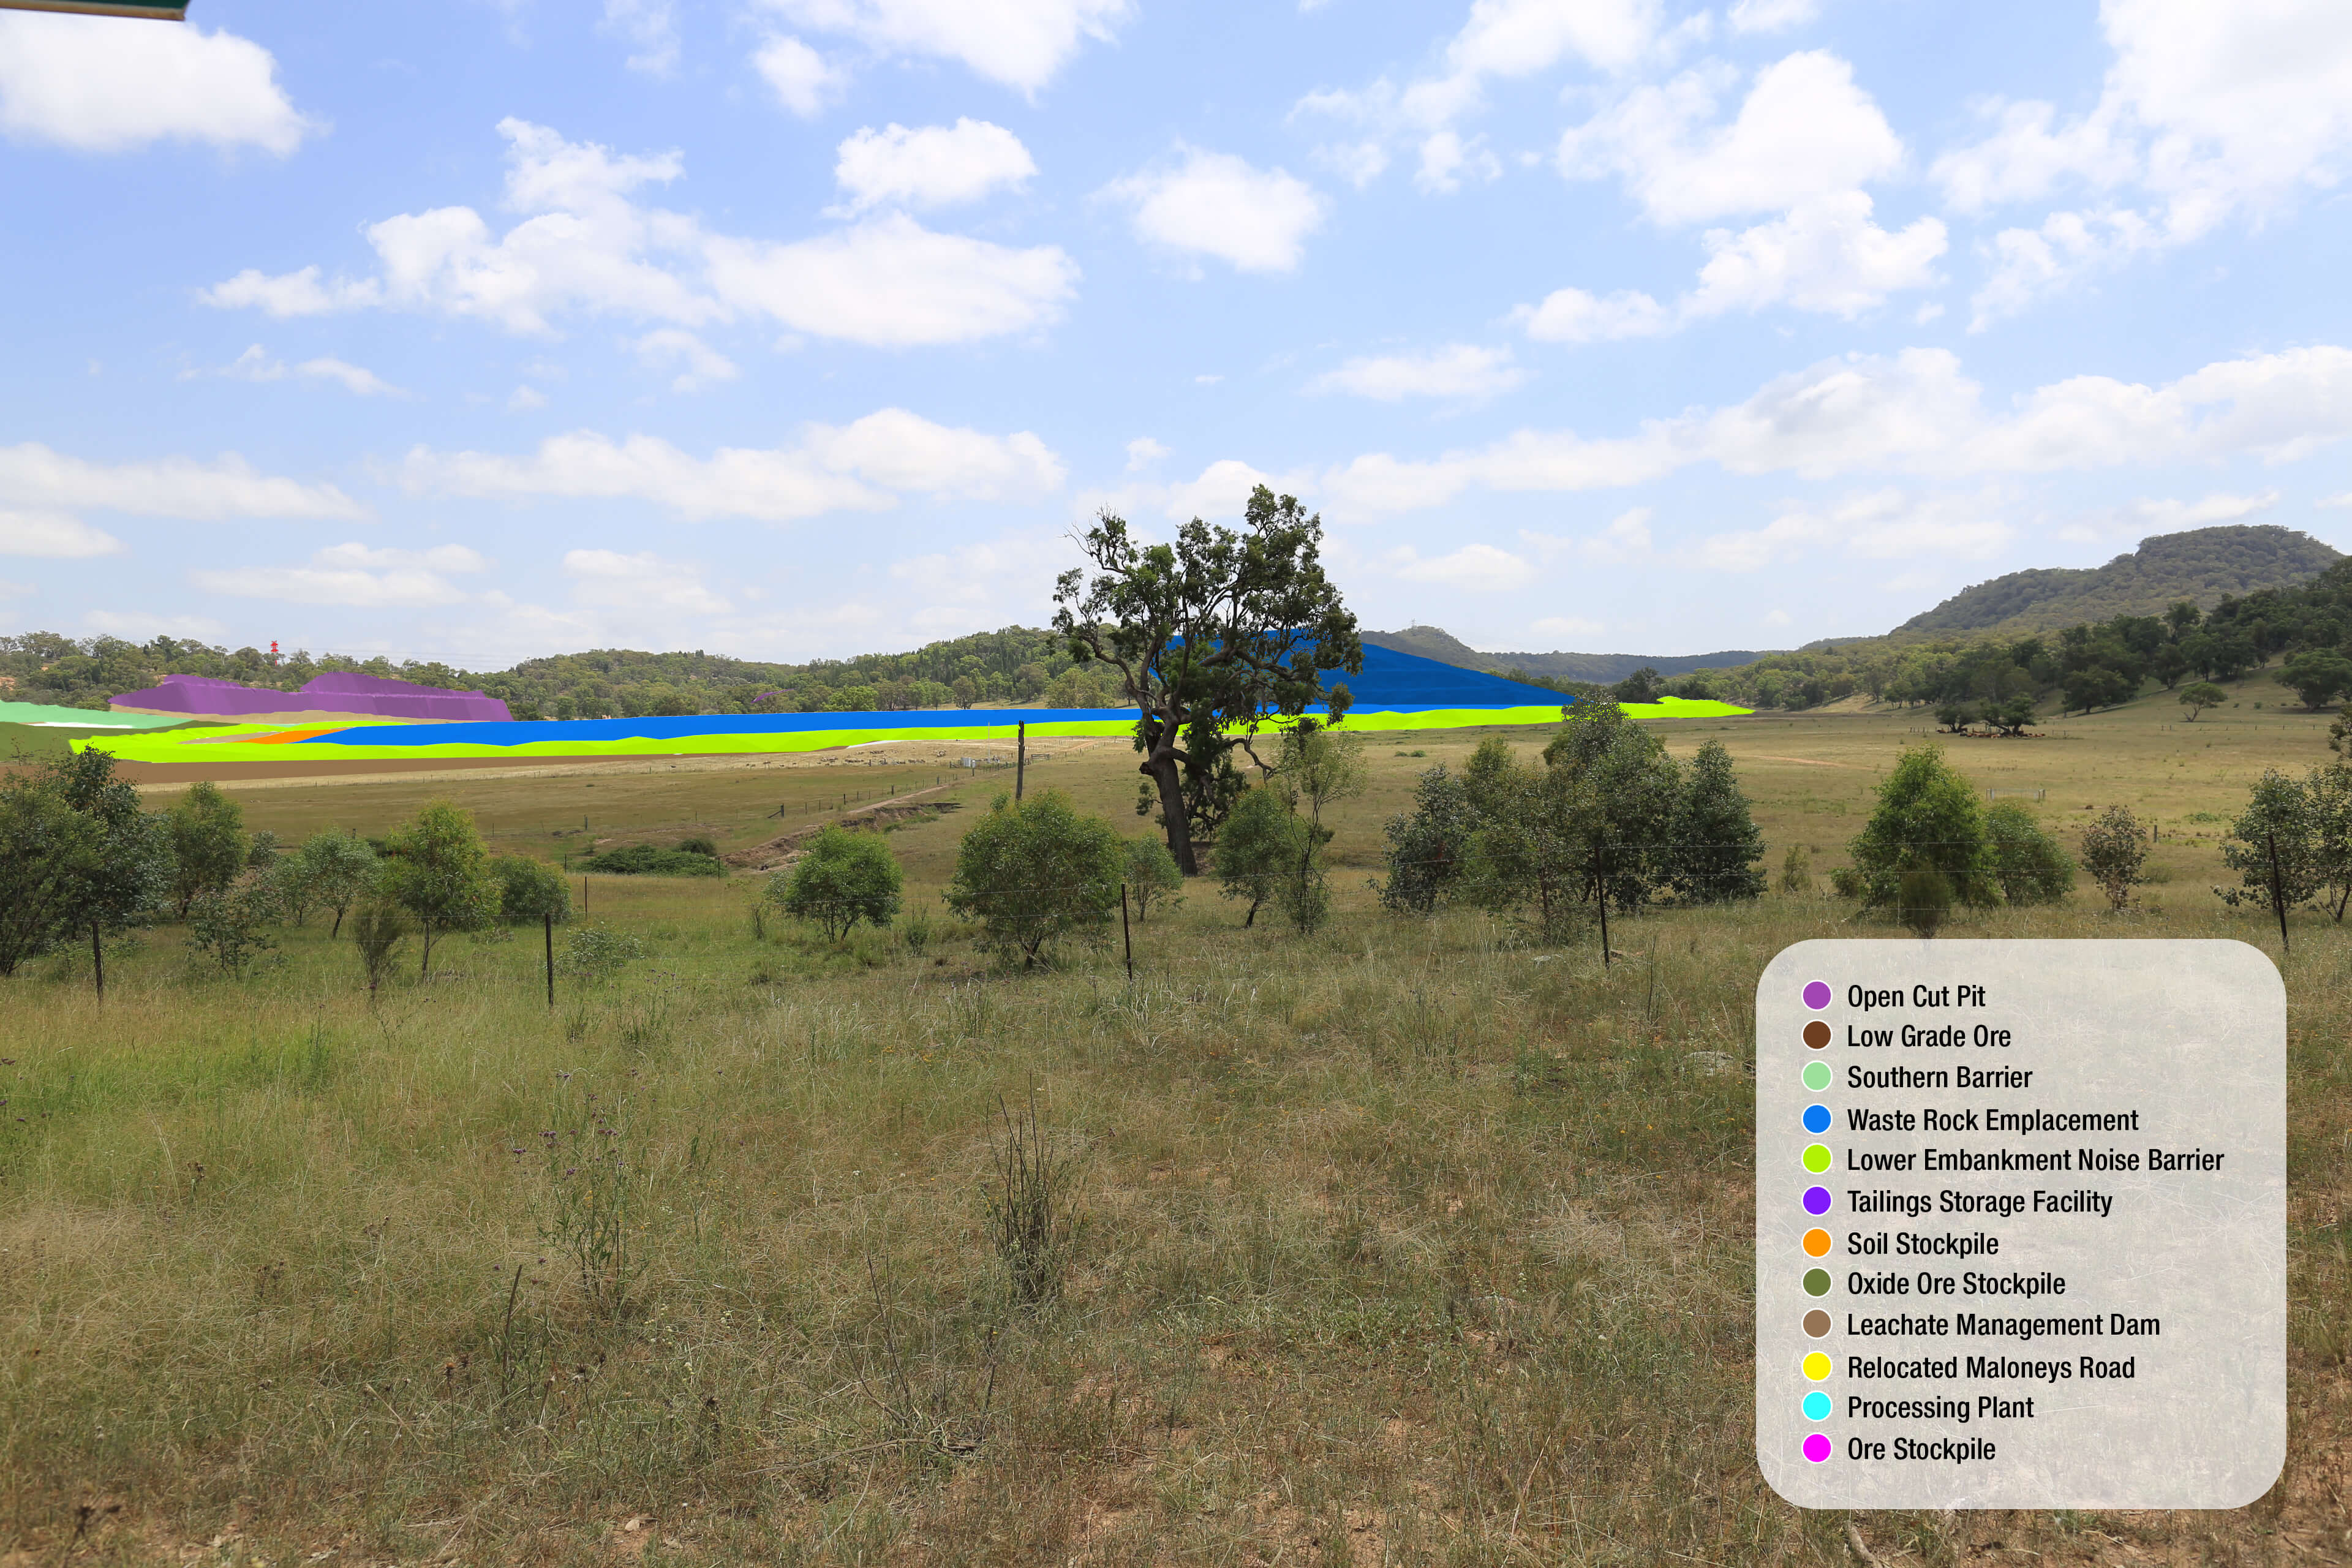 Open Cut Pit
Low Grade Ore
Southern Barrier
Waste Rock Emplacement
Lower Embankment Noise Barrier
Tailings Storage Facility
Soil Stockpile
Oxide Ore Stockpile
Leachate Management Dam
Relocated Maloneys Road
Processing Plant
Ore Stockpile